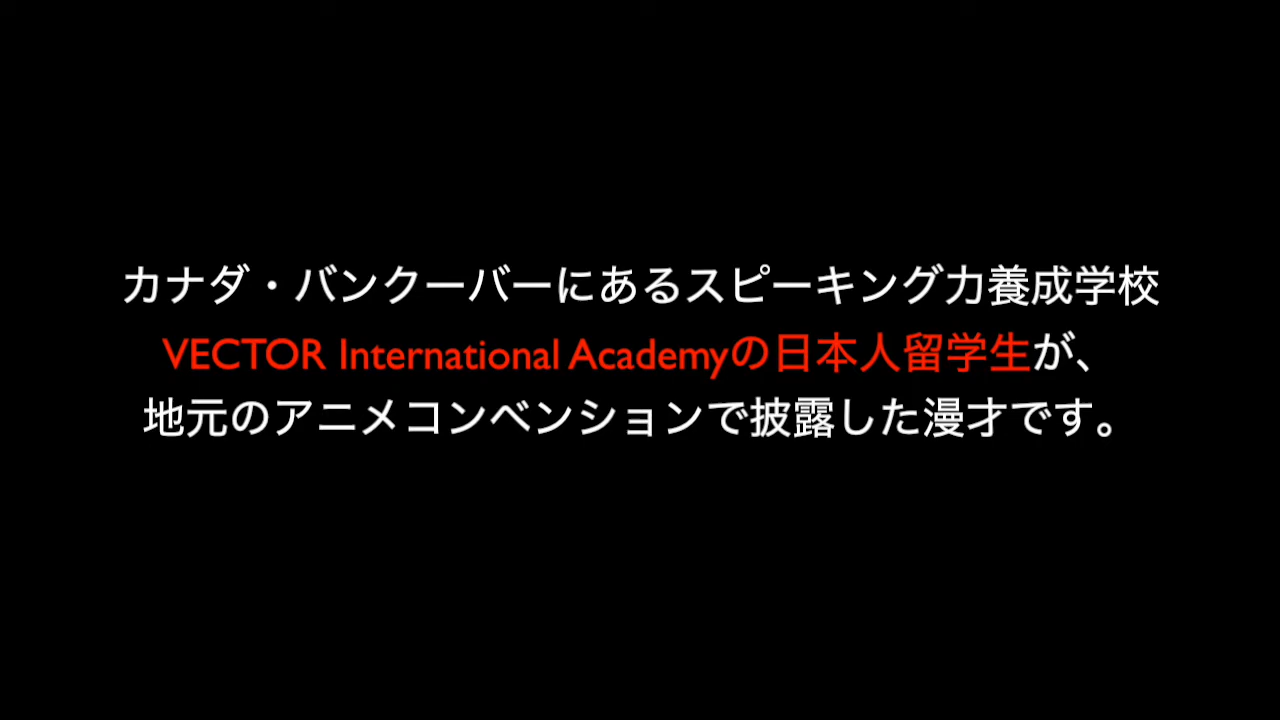 カナダ・バンクーバーにあるスピーキング力養成学校
VECTOR International Academyの日本人留学生が、
地元のアニメコンベンションで披露した漫才です。